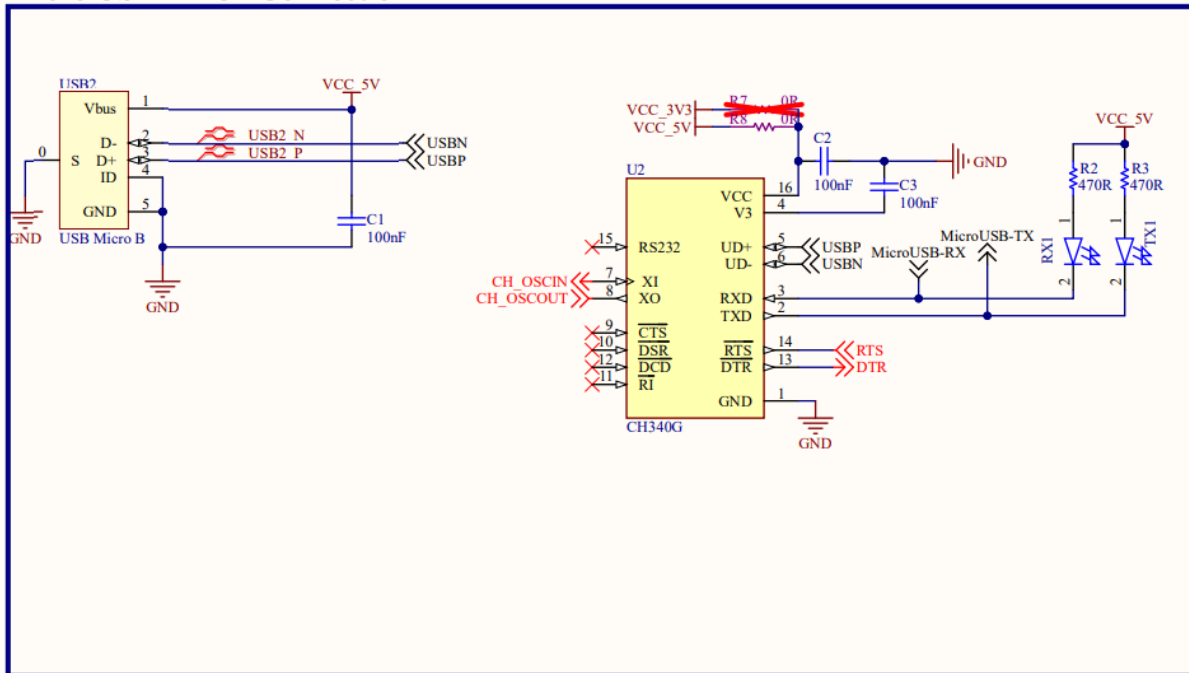 USB2
Vbus 1
D- 2
D+ 3
ID 4
GND 5
0 S
USB Micro B
GND
VCC_5V
USB2_N
USB2_P
USBN
USBP
C1
100nF
GND
VCC_3V3
R7 0R
VCC_5V
R8 0R
C2
100nF
GND
C3
100nF
U2
VCC 16
V3 4
15 RS232
UD+ 5 USBP
UD- 6 USBN
CH_OSCIN 7 XI
CH_OSCOUT 8 XO
RXD 3
TXD 2
9 CTS
10 DSR
12 DCD
11 RI
RTS 14 RTS
DTR 13 DTR
GND 1
CH340G
GND
MicroUSB-RX
MicroUSB-TX
VCC_5V
R2
470R
R3
470R
1
1
RX1
TX1
2
2